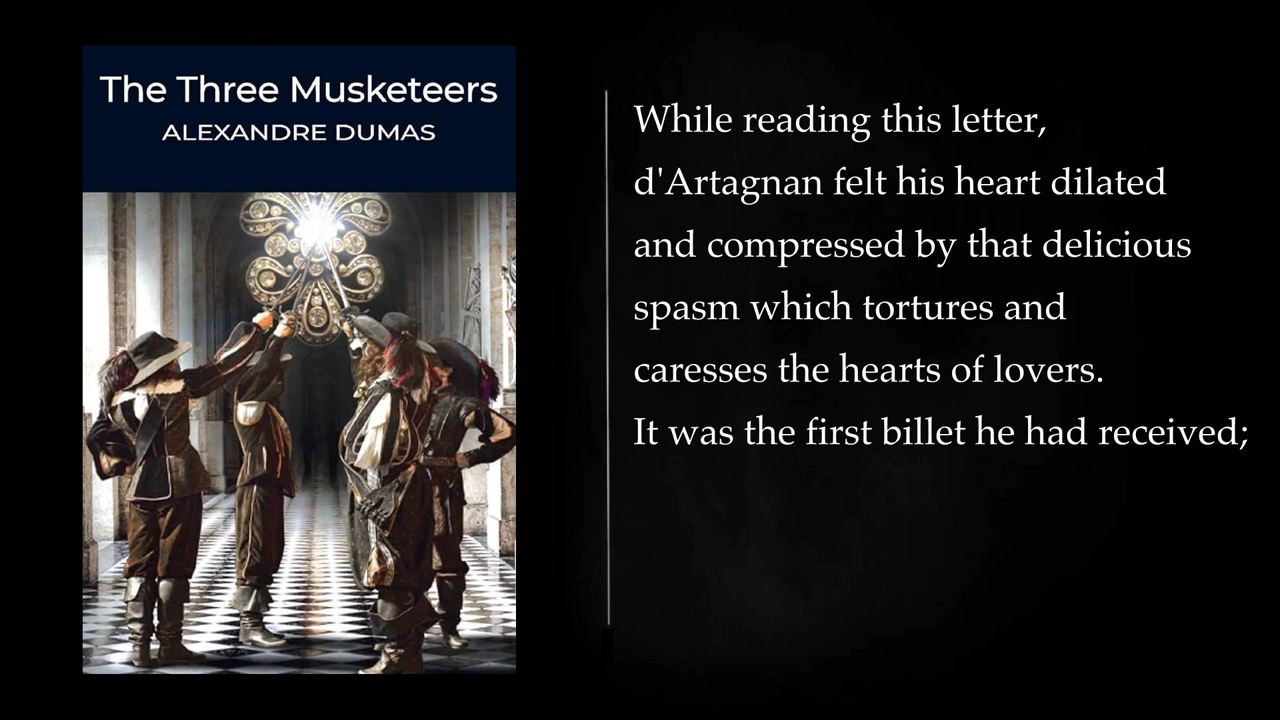 The Three Musketeers
ALEXANDRE DUMAS
While reading this letter,
d'Artagnan felt his heart dilated
and compressed by that delicious
spasm which tortures and
caresses the hearts of lovers.
It was the first billet he had received;